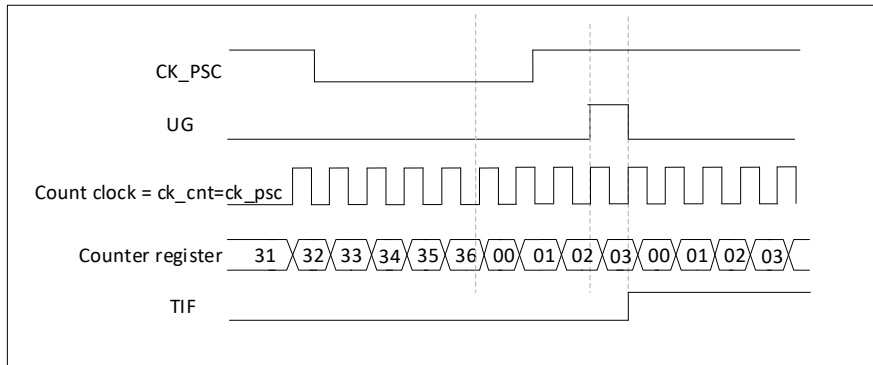 CK_PSC
UG
Count clock = ck_cnt=ck_psc
Counter register 31 32 33 34 35 36 00 01 02 03 00 01 02 03
TIF